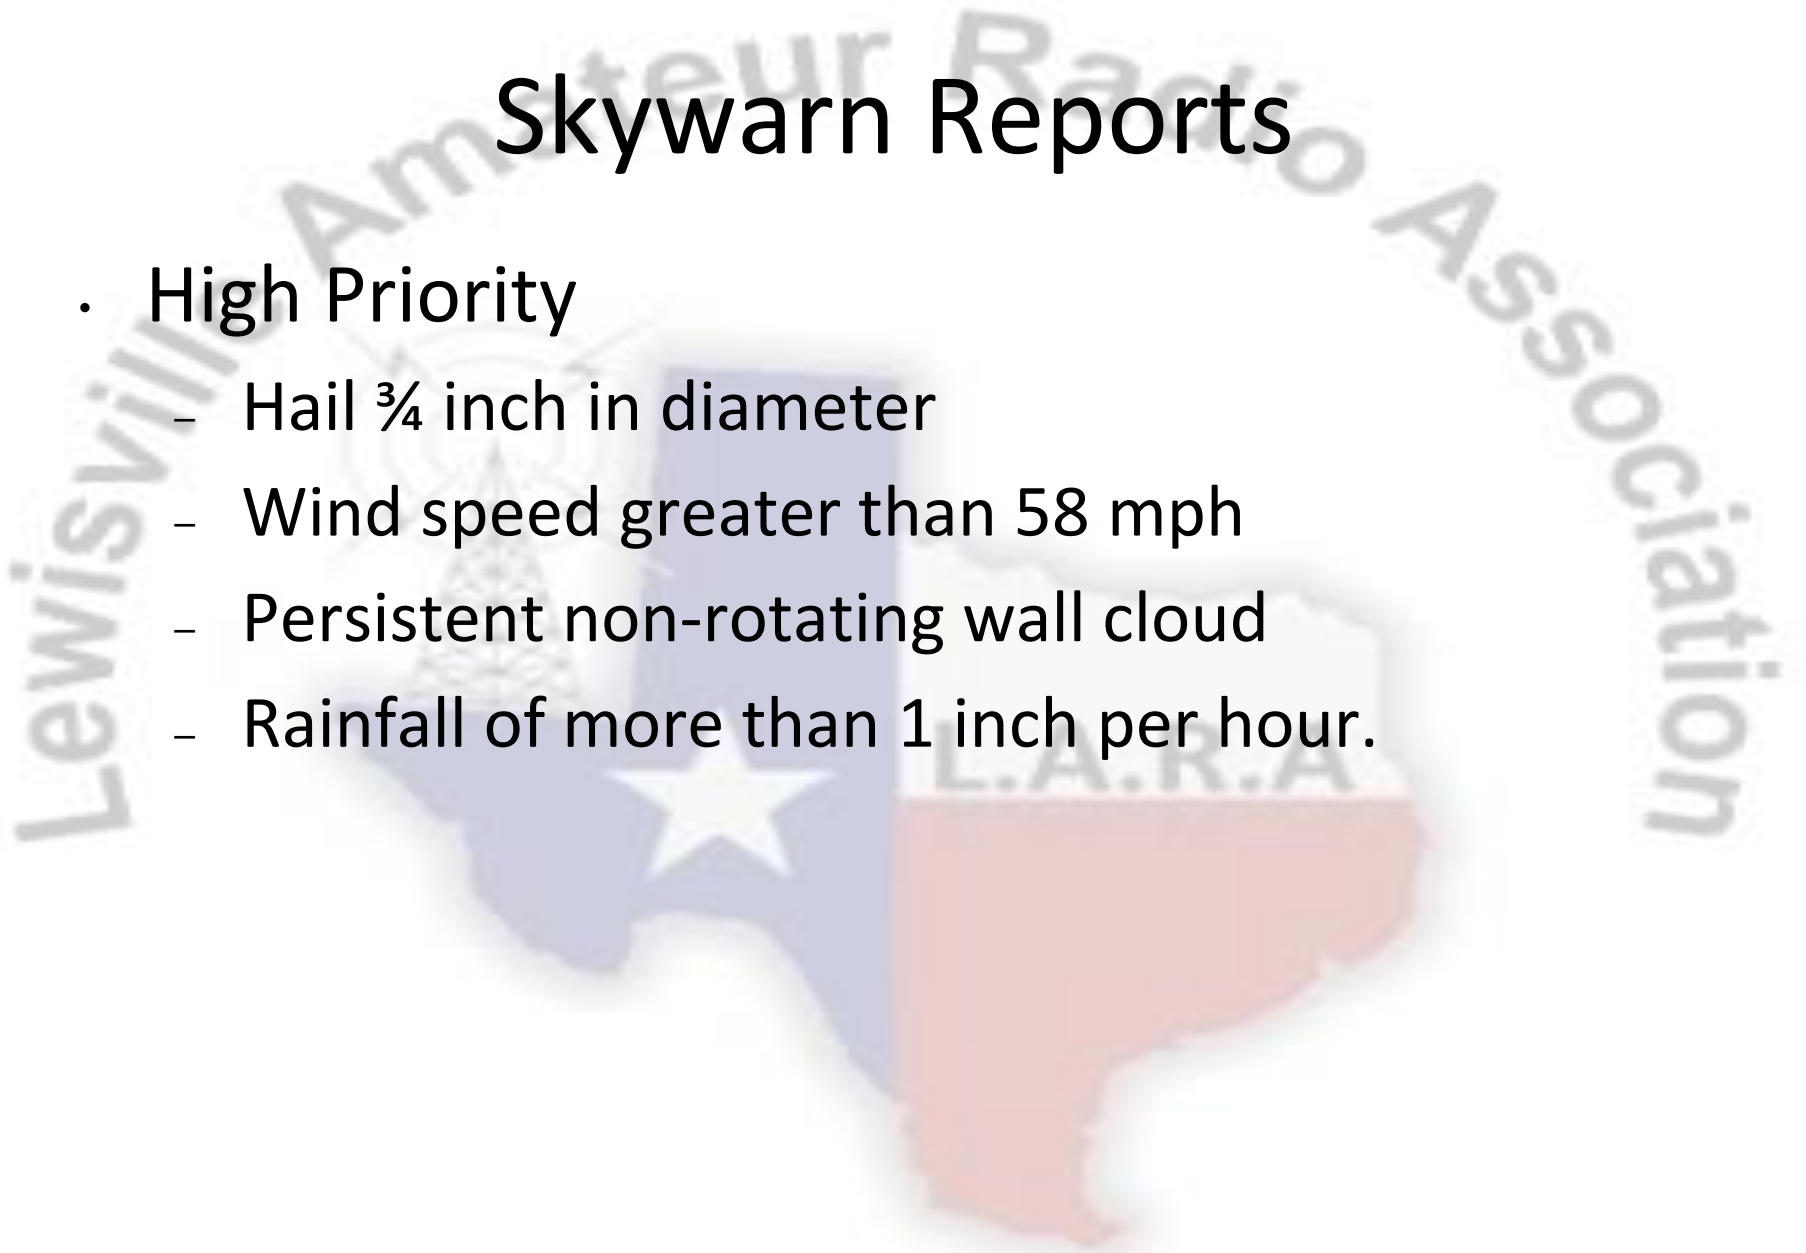 Lewisville Amateur Radio Association
Skywarn Reports
• High Priority
– Hail ¾ inch in diameter
– Wind speed greater than 58 mph
– Persistent non-rotating wall cloud
– Rainfall of more than 1 inch per hour.
L.A.R.A